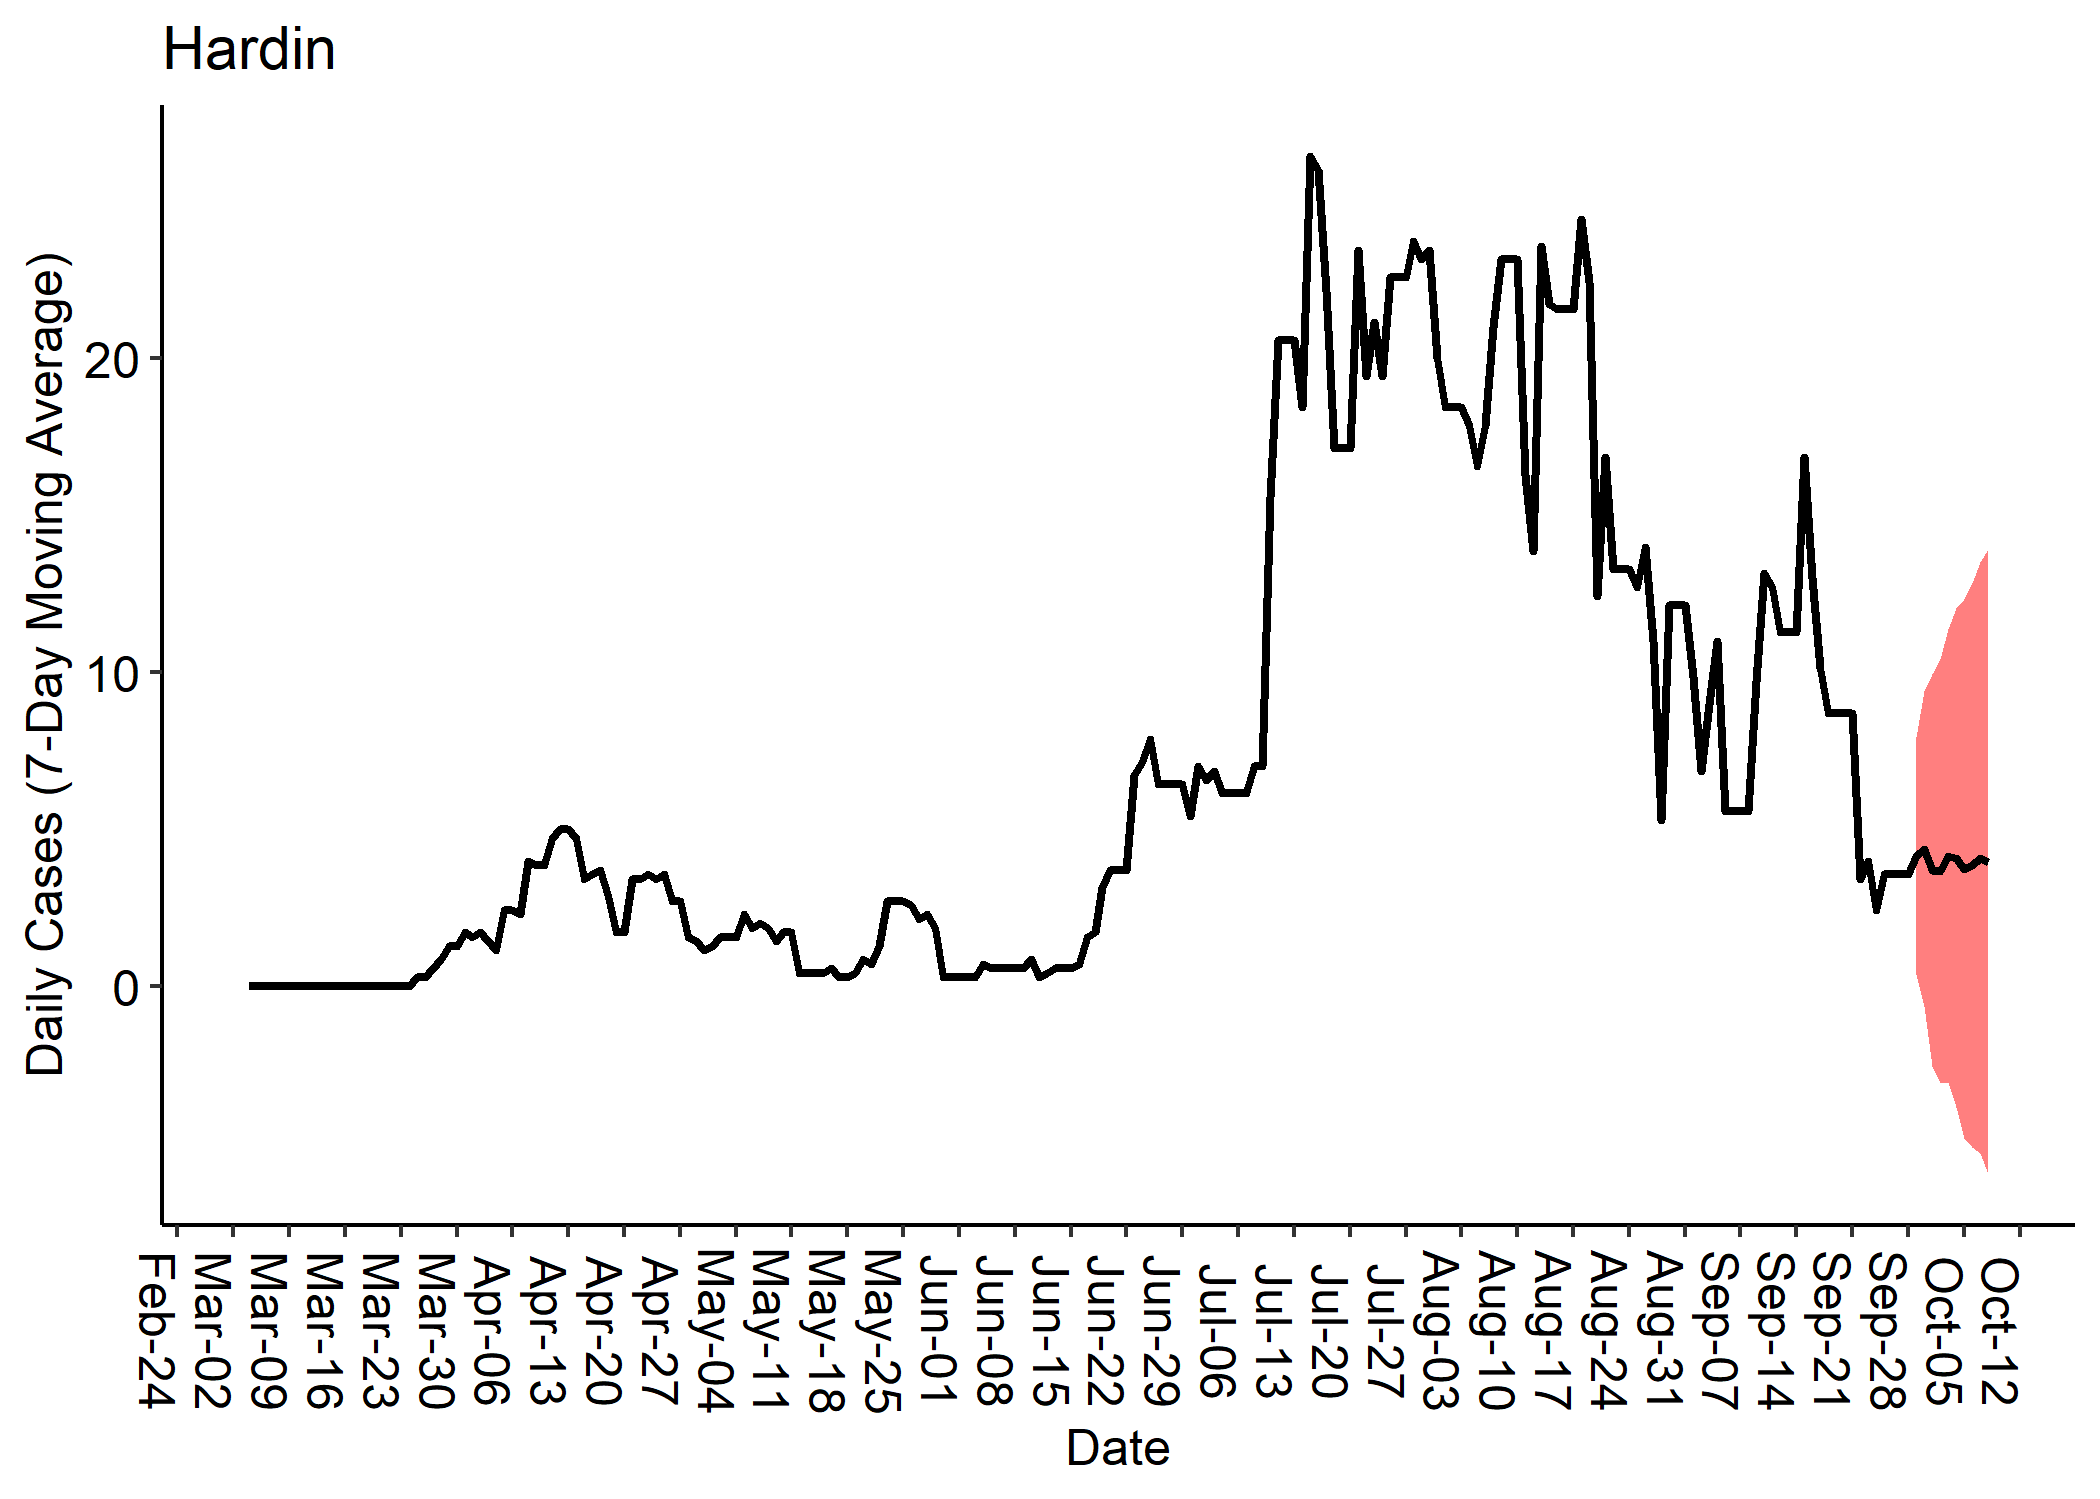 Hardin
Daily Cases (7-Day Moving Average)
20
10
0
Feb-24
Mar-02
Mar-09
Mar-16
Mar-23
Mar-30
Apr-06
Apr-13
Apr-20
Apr-27
May-04
May-11
May-18
May-25
Jun-01
Jun-08
Jun-15
Jun-22
Jun-29
Jul-06
Jul-13
Jul-20
Jul-27
Aug-03
Aug-10
Aug-17
Aug-24
Aug-31
Sep-07
Sep-14
Sep-21
Sep-28
Oct-05
Oct-12
Date